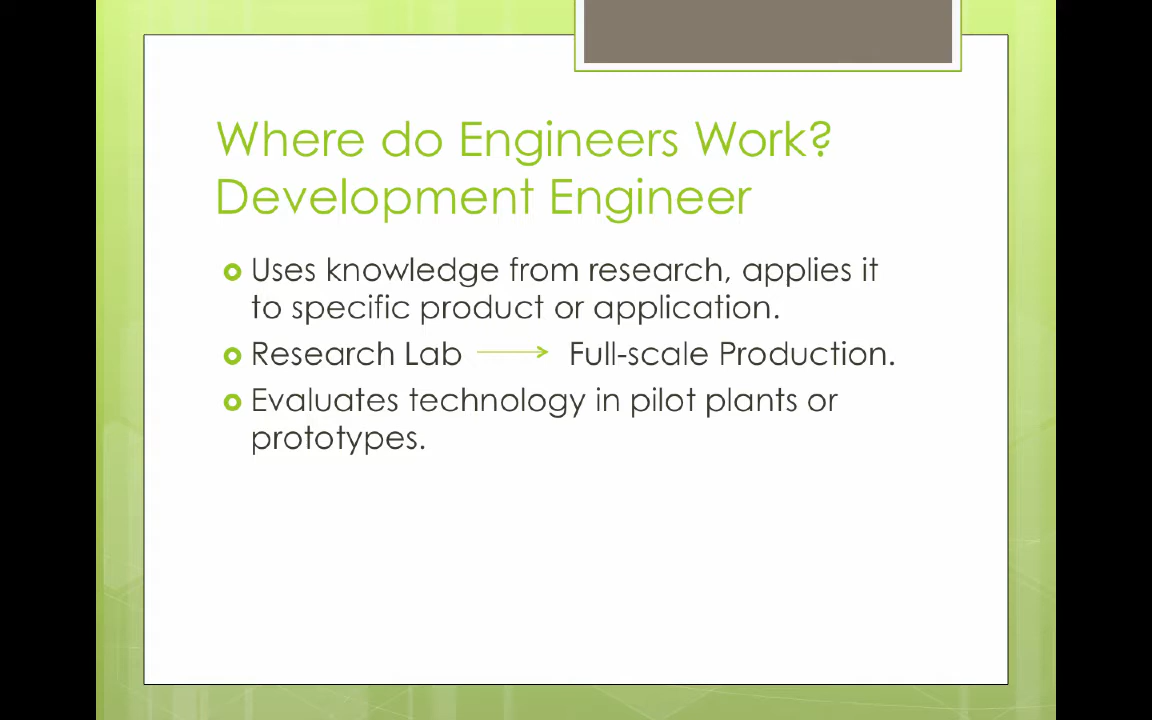 Where do Engineers Work?
Development Engineer
Uses knowledge from research, applies it
to specific product or application.
Research Lab → Full-scale Production.
Evaluates technology in pilot plants or
prototypes.